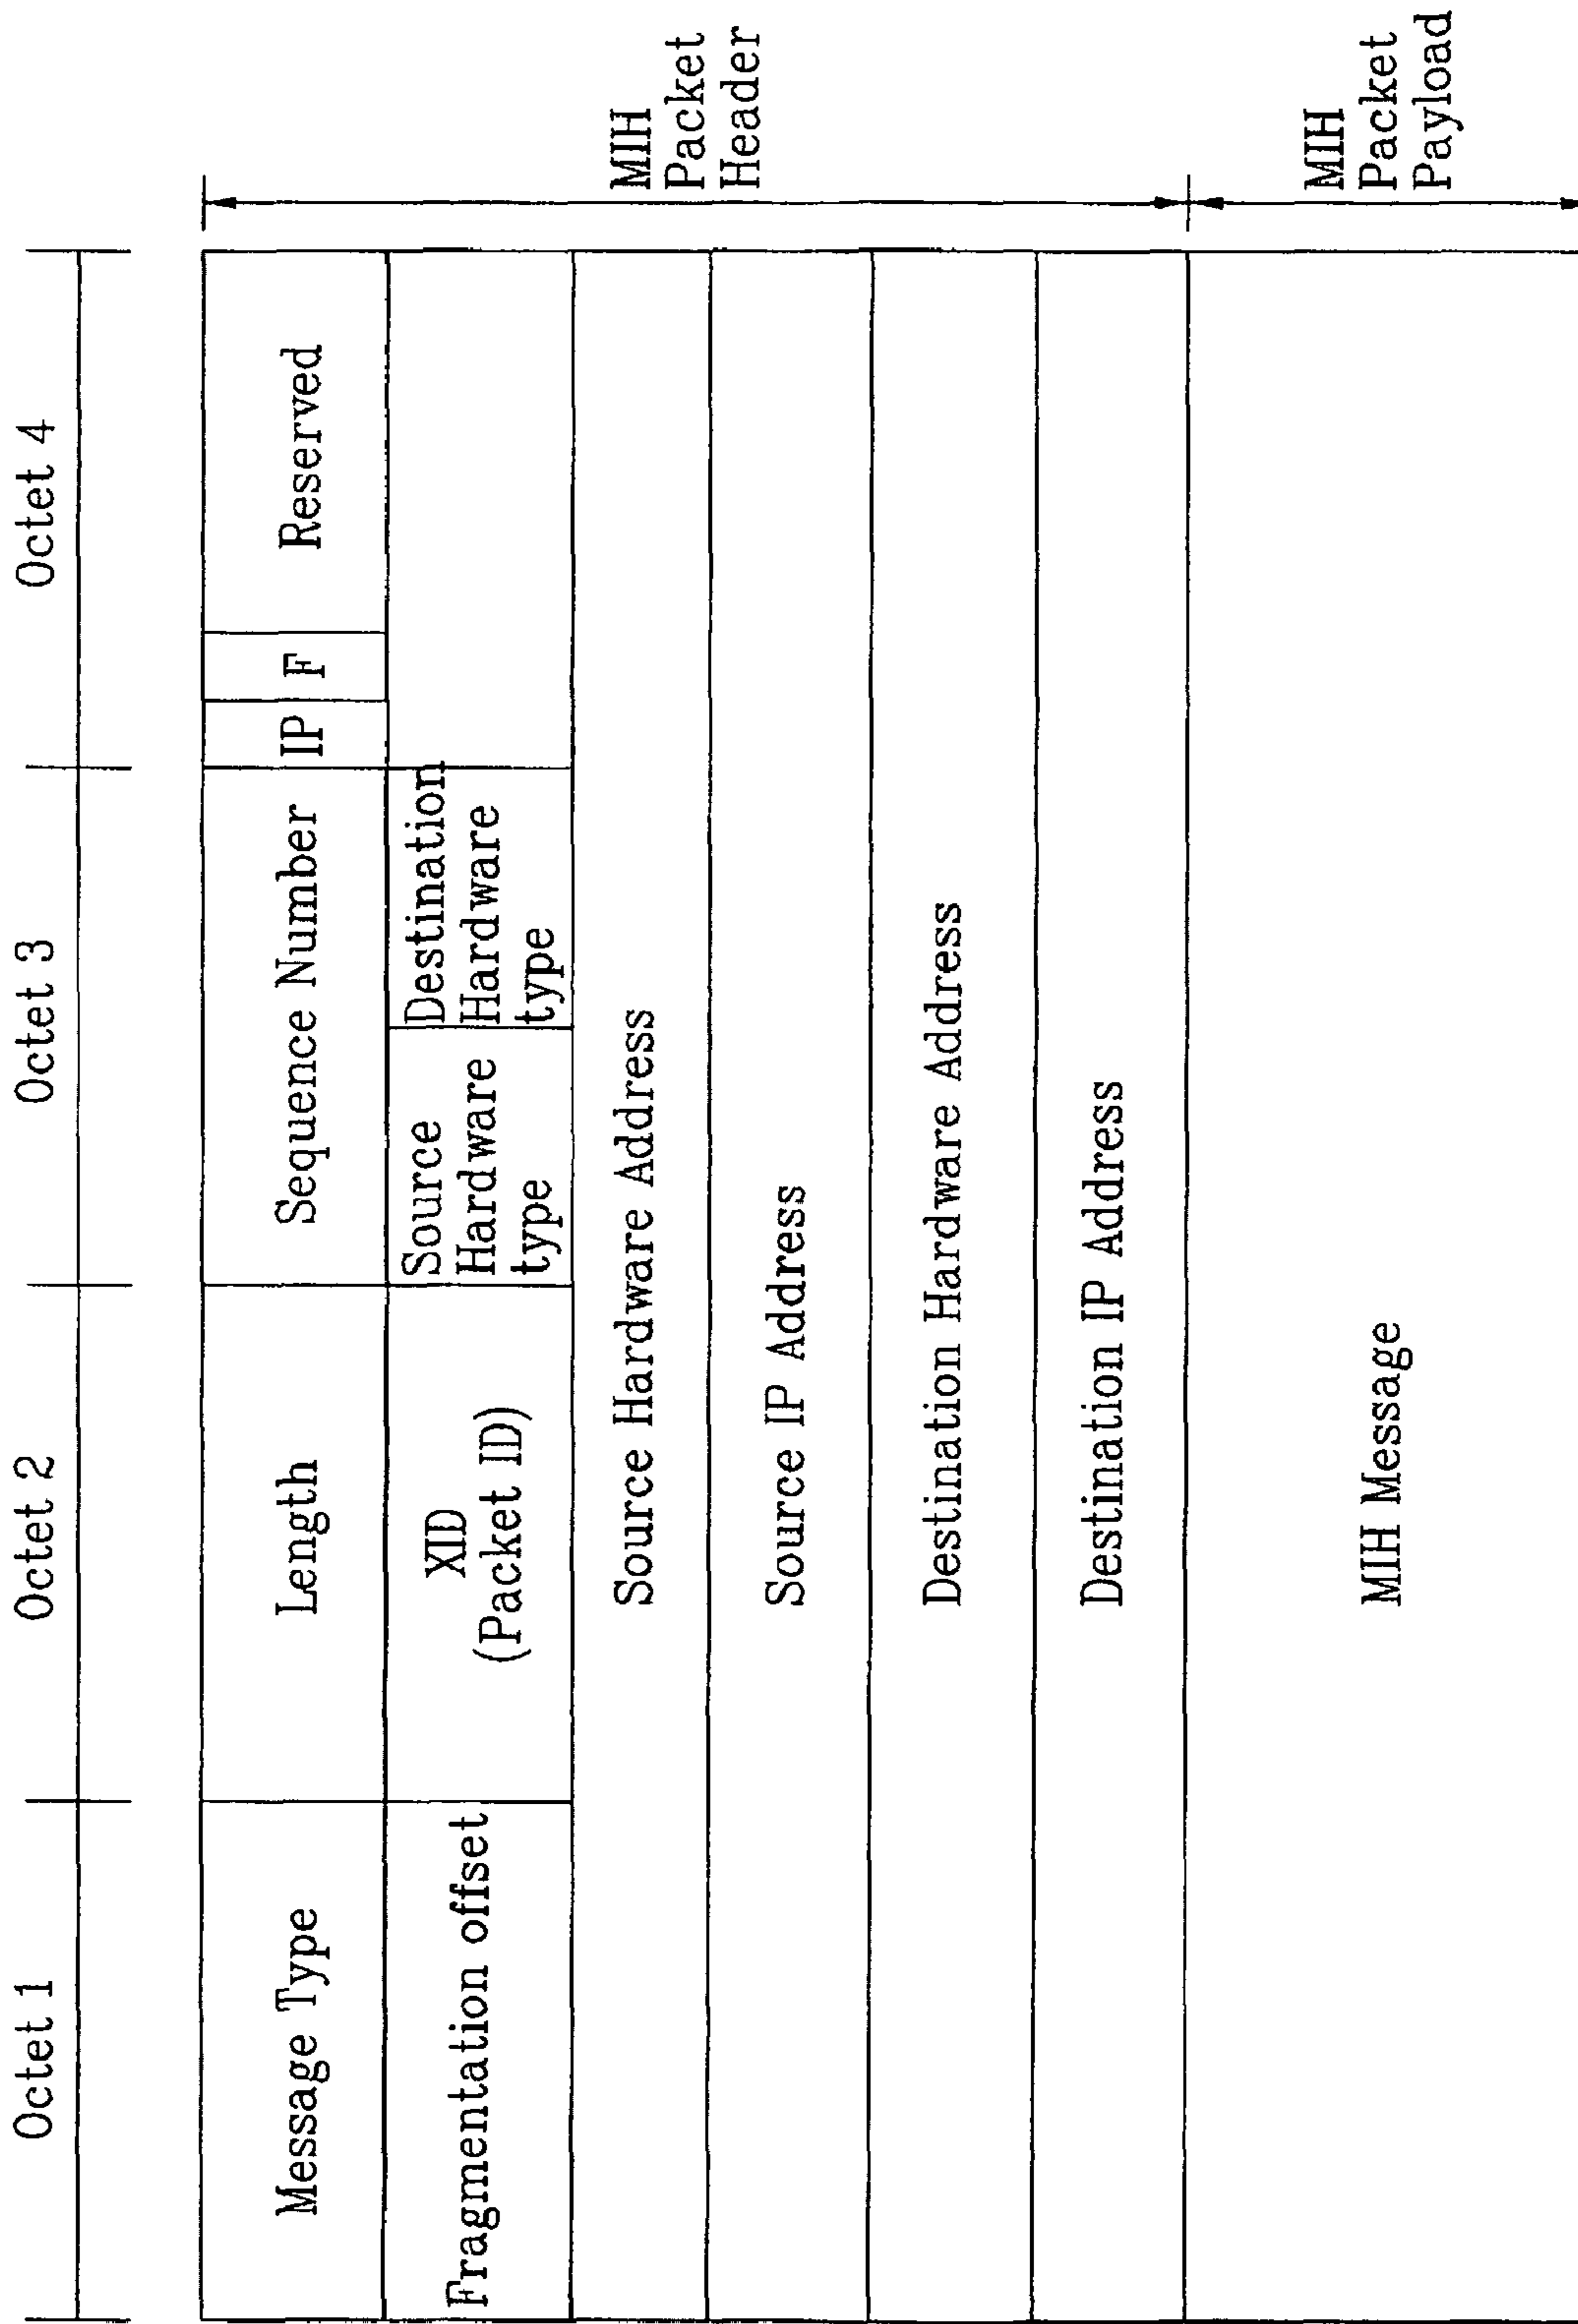 Octet 1
Octet 2
Octet 3
Octet 4
Message Type
Length
Sequence Number
IP
F
Reserved
Fragmentation offset
XID
(Packet ID)
Source
Hardware
type
Destination
Hardware
type
Source Hardware Address
Source IP Address
Destination Hardware Address
Destination IP Address
MIH
Packet
Header
MIH Message
MIH
Packet
Payload